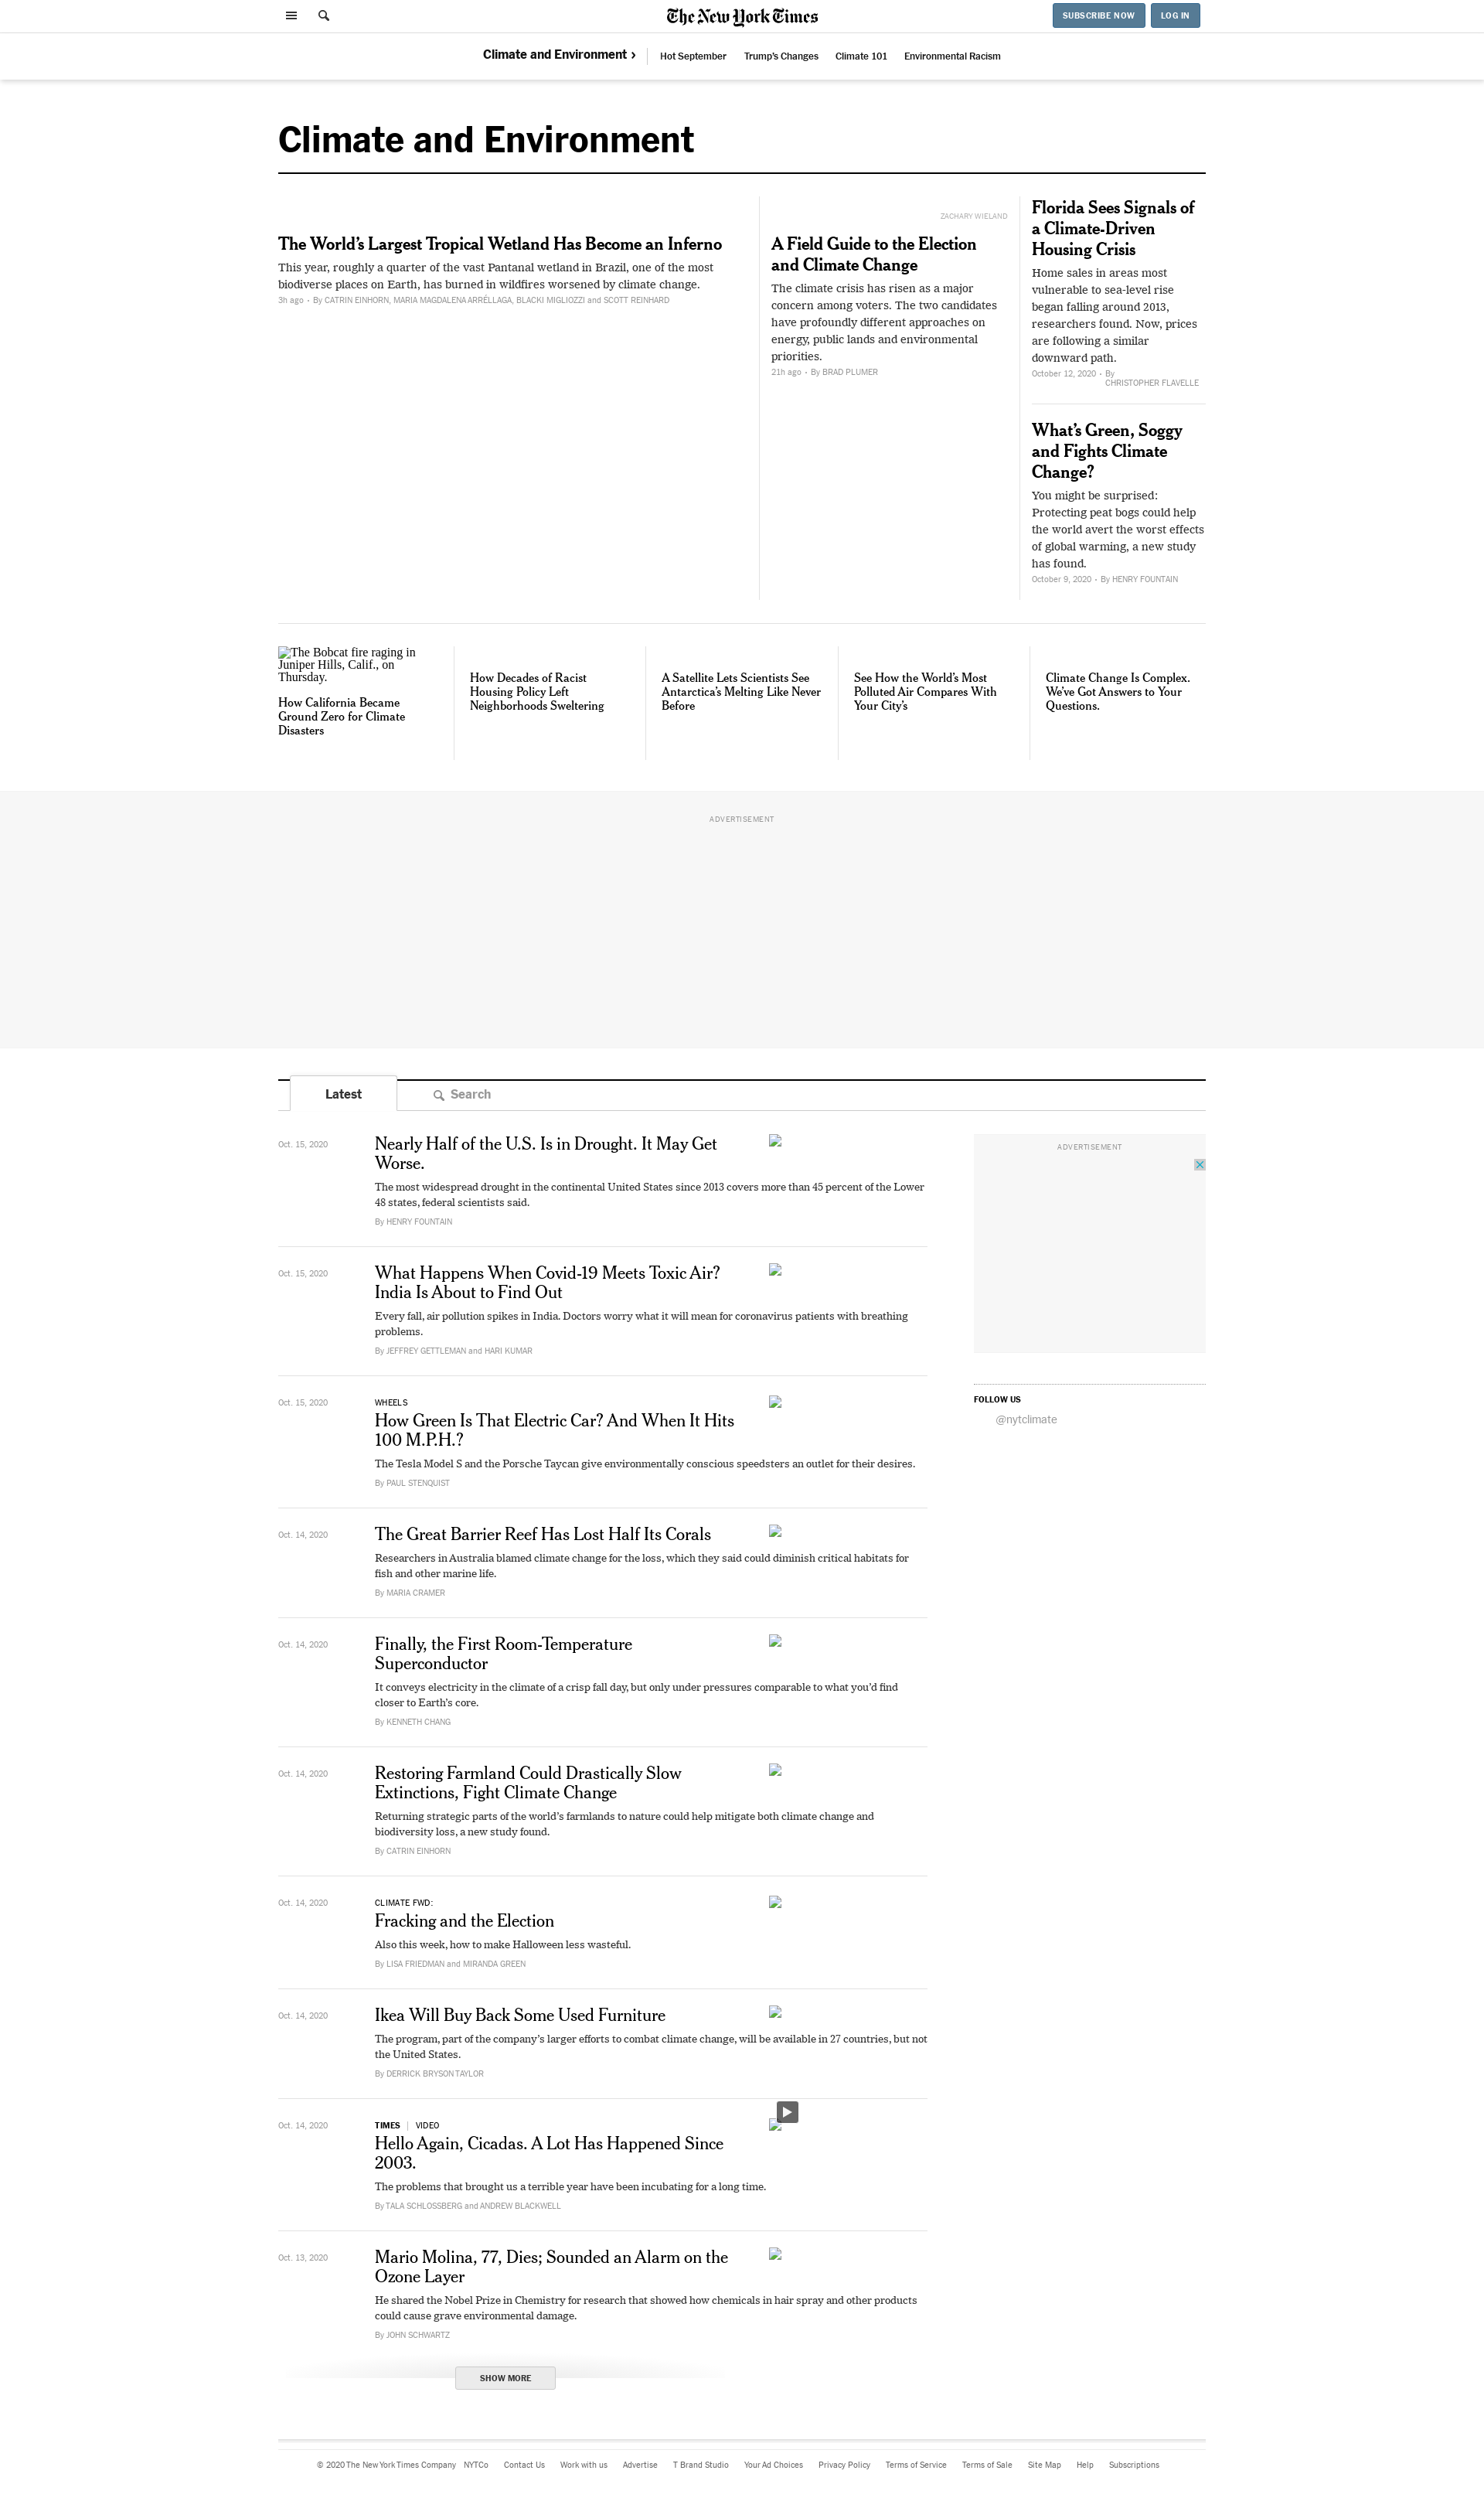 The New York Times
SUBSCRIBE NOW
LOG IN
Climate and Environment ›
Hot September
Trump's Changes
Climate 101
Environmental Racism
Climate and Environment
The World's Largest Tropical Wetland Has Become an Inferno
This year, roughly a quarter of the vast Pantanal wetland in Brazil, one of the most
biodiverse places on Earth, has burned in wildfires worsened by climate change.
3h ago • By CATRIN EINHORN, MARIA MAGDALENA ARRÉLLAGA, BLACKI MIGLIOZZI and SCOTT REINHARD
ZACHARY WIELAND
A Field Guide to the Election
and Climate Change
The climate crisis has risen as a major
concern among voters. The two candidates
have profoundly different approaches on
energy, public lands and environmental
priorities.
21h ago • By BRAD PLUMER
Florida Sees Signals of
a Climate-Driven
Housing Crisis
Home sales in areas most
vulnerable to sea-level rise
began falling around 2013,
researchers found. Now, prices
are following a similar
downward path.
October 12, 2020 • By
CHRISTOPHER FLAVELLE
What's Green, Soggy
and Fights Climate
Change?
You might be surprised:
Protecting peat bogs could help
the world avert the worst effects
of global warming, a new study
has found.
October 9, 2020 • By HENRY FOUNTAIN
The Bobcat fire raging in
Juniper Hills, Calif., on
Thursday.
How California Became
Ground Zero for Climate
Disasters
How Decades of Racist
Housing Policy Left
Neighborhoods Sweltering
A Satellite Lets Scientists See
Antarctica's Melting Like Never
Before
See How the World's Most
Polluted Air Compares With
Your City's
Climate Change Is Complex.
We've Got Answers to Your
Questions.
ADVERTISEMENT
Latest
Search
Oct. 15, 2020
Nearly Half of the U.S. Is in Drought. It May Get
Worse.
The most widespread drought in the continental United States since 2013 covers more than 45 percent of the Lower
48 states, federal scientists said.
By HENRY FOUNTAIN
ADVERTISEMENT
Oct. 15, 2020
What Happens When Covid-19 Meets Toxic Air?
India Is About to Find Out
Every fall, air pollution spikes in India. Doctors worry what it will mean for coronavirus patients with breathing
problems.
By JEFFREY GETTLEMAN and HARI KUMAR
FOLLOW US
@nytclimate
Oct. 15, 2020
WHEELS
How Green Is That Electric Car? And When It Hits
100 M.P.H.?
The Tesla Model S and the Porsche Taycan give environmentally conscious speedsters an outlet for their desires.
By PAUL STENQUIST
Oct. 14, 2020
The Great Barrier Reef Has Lost Half Its Corals
Researchers in Australia blamed climate change for the loss, which they said could diminish critical habitats for
fish and other marine life.
By MARIA CRAMER
Oct. 14, 2020
Finally, the First Room-Temperature
Superconductor
It conveys electricity in the climate of a crisp fall day, but only under pressures comparable to what you'd find
closer to Earth's core.
By KENNETH CHANG
Oct. 14, 2020
Restoring Farmland Could Drastically Slow
Extinctions, Fight Climate Change
Returning strategic parts of the world's farmlands to nature could help mitigate both climate change and
biodiversity loss, a new study found.
By CATRIN EINHORN
Oct. 14, 2020
CLIMATE FWD:
Fracking and the Election
Also this week, how to make Halloween less wasteful.
By LISA FRIEDMAN and MIRANDA GREEN
Oct. 14, 2020
Ikea Will Buy Back Some Used Furniture
The program, part of the company's larger efforts to combat climate change, will be available in 27 countries, but not
the United States.
By DERRICK BRYSON TAYLOR
Oct. 14, 2020
TIMES | VIDEO
Hello Again, Cicadas. A Lot Has Happened Since
2003.
The problems that brought us a terrible year have been incubating for a long time.
By TALA SCHLOSSBERG and ANDREW BLACKWELL
Oct. 13, 2020
Mario Molina, 77, Dies; Sounded an Alarm on the
Ozone Layer
He shared the Nobel Prize in Chemistry for research that showed how chemicals in hair spray and other products
could cause grave environmental damage.
By JOHN SCHWARTZ
SHOW MORE
© 2020 The New York Times Company NYTCo Contact Us Work with us Advertise T Brand Studio Your Ad Choices Privacy Policy Terms of Service Terms of Sale Site Map Help Subscriptions